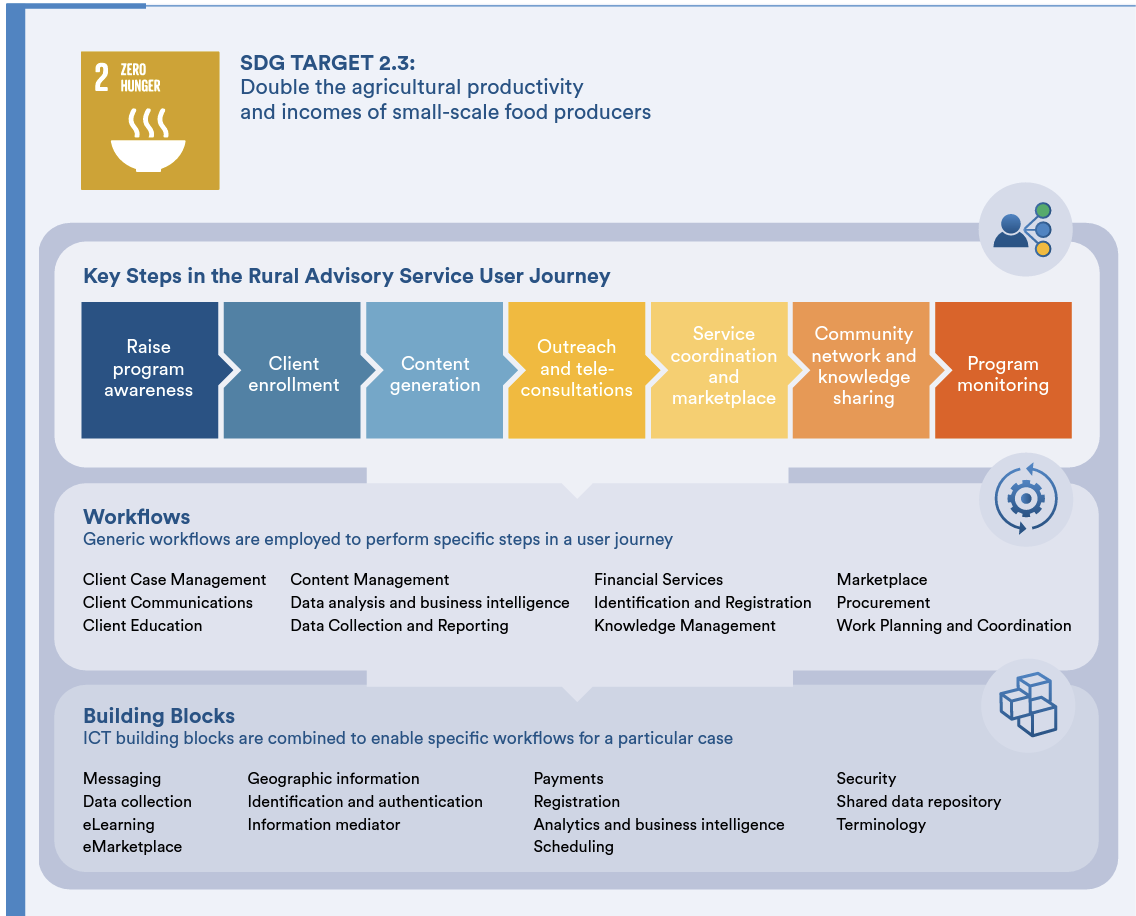 2 ZERO
HUNGER
SDG TARGET 2.3:
Double the agricultural productivity
and incomes of small-scale food producers
Key Steps in the Rural Advisory Service User Journey
Raise
program
awareness
Client
enrollment
Content
generation
Outreach
and tele-
consultations
Service
coordination
and
marketplace
Community
network and
knowledge
sharing
Program
monitoring
Workflows
Generic workflows are employed to perform specific steps in a user journey
Client Case Management
Client Communications
Client Education
Content Management
Data analysis and business intelligence
Data Collection and Reporting
Financial Services
Identification and Registration
Knowledge Management
Marketplace
Procurement
Work Planning and Coordination
Building Blocks
ICT building blocks are combined to enable specific workflows for a particular case
Messaging
Data collection
eLearning
eMarketplace
Geographic information
Identification and authentication
Information mediator
Payments
Registration
Analytics and business intelligence
Scheduling
Security
Shared data repository
Terminology